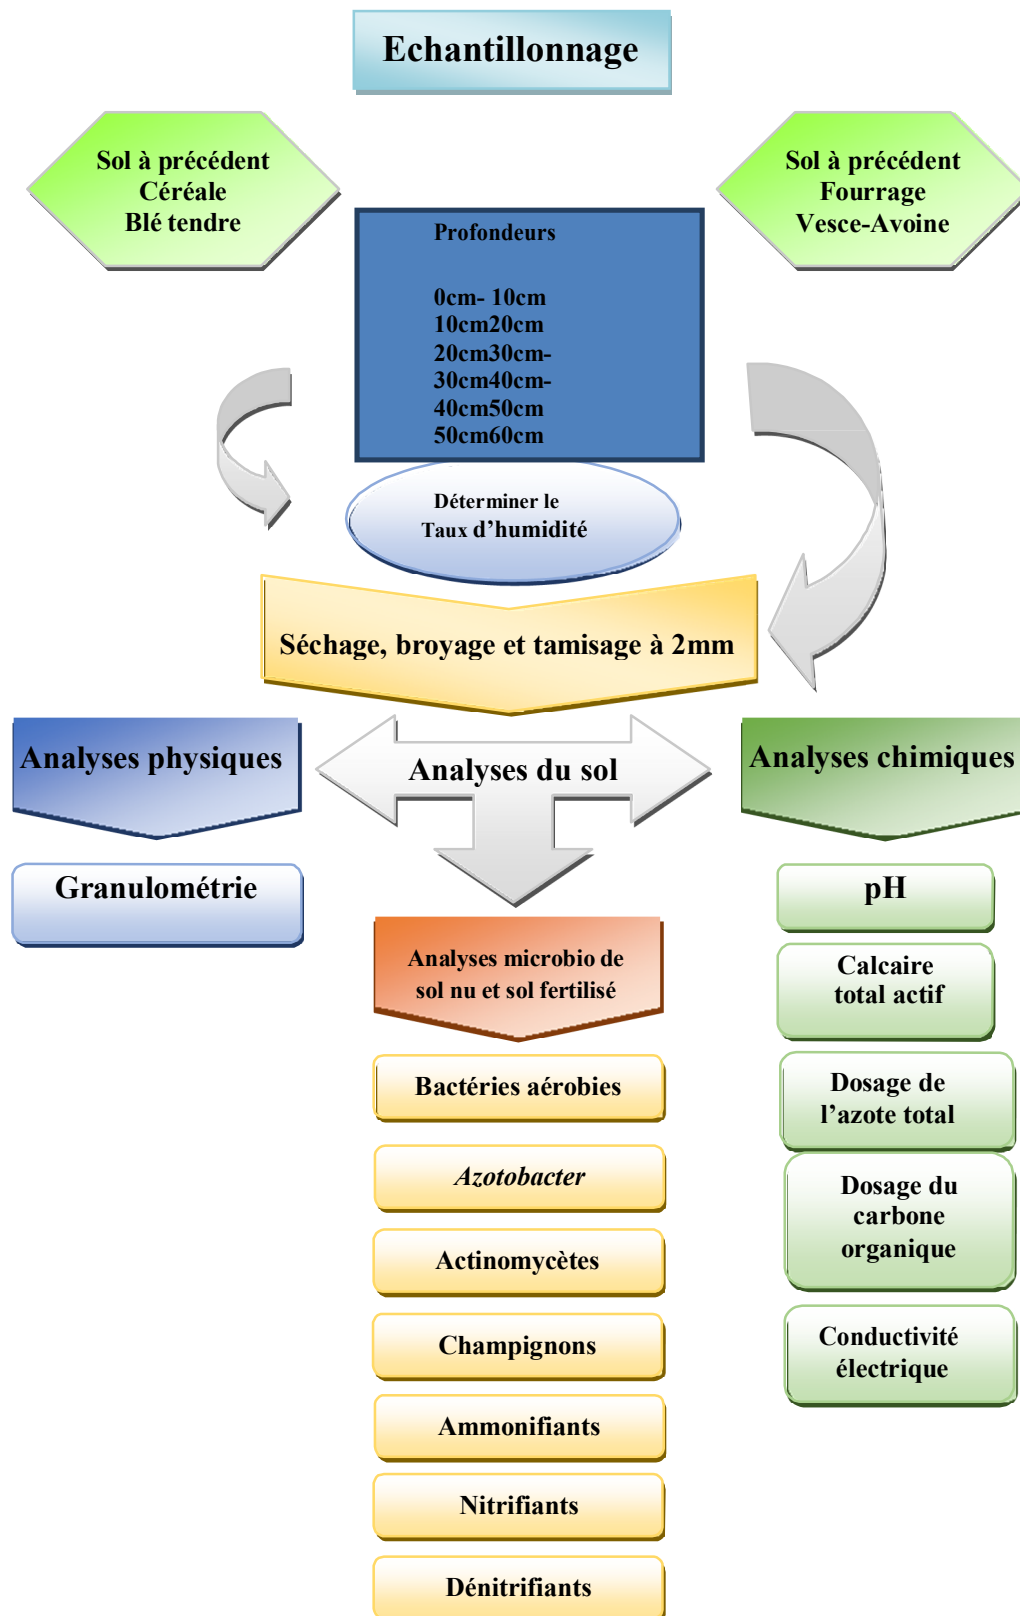 Echantillonnage
Sol à précédent
Céréale
Blé tendre
Sol à précédent
Fourrage
Vesce-Avoine
Profondeurs
0cm- 10cm
10cm20cm
20cm30cm-
30cm40cm-
40cm50cm
50cm60cm
Déterminer le
Taux d’humidité
Séchage, broyage et tamisage à 2mm
Analyses physiques
Analyses du sol
Analyses chimiques
Granulométrie
Analyses microbio de
sol nu et sol fertilisé
Bactéries aérobies
Azotobacter
Actinomycètes
Champignons
Ammonifiants
Nitrifiants
Dénitrifiants
pH
Calcaire
total actif
Dosage de
l’azote total
Dosage du
carbone
organique
Conductivité
électrique